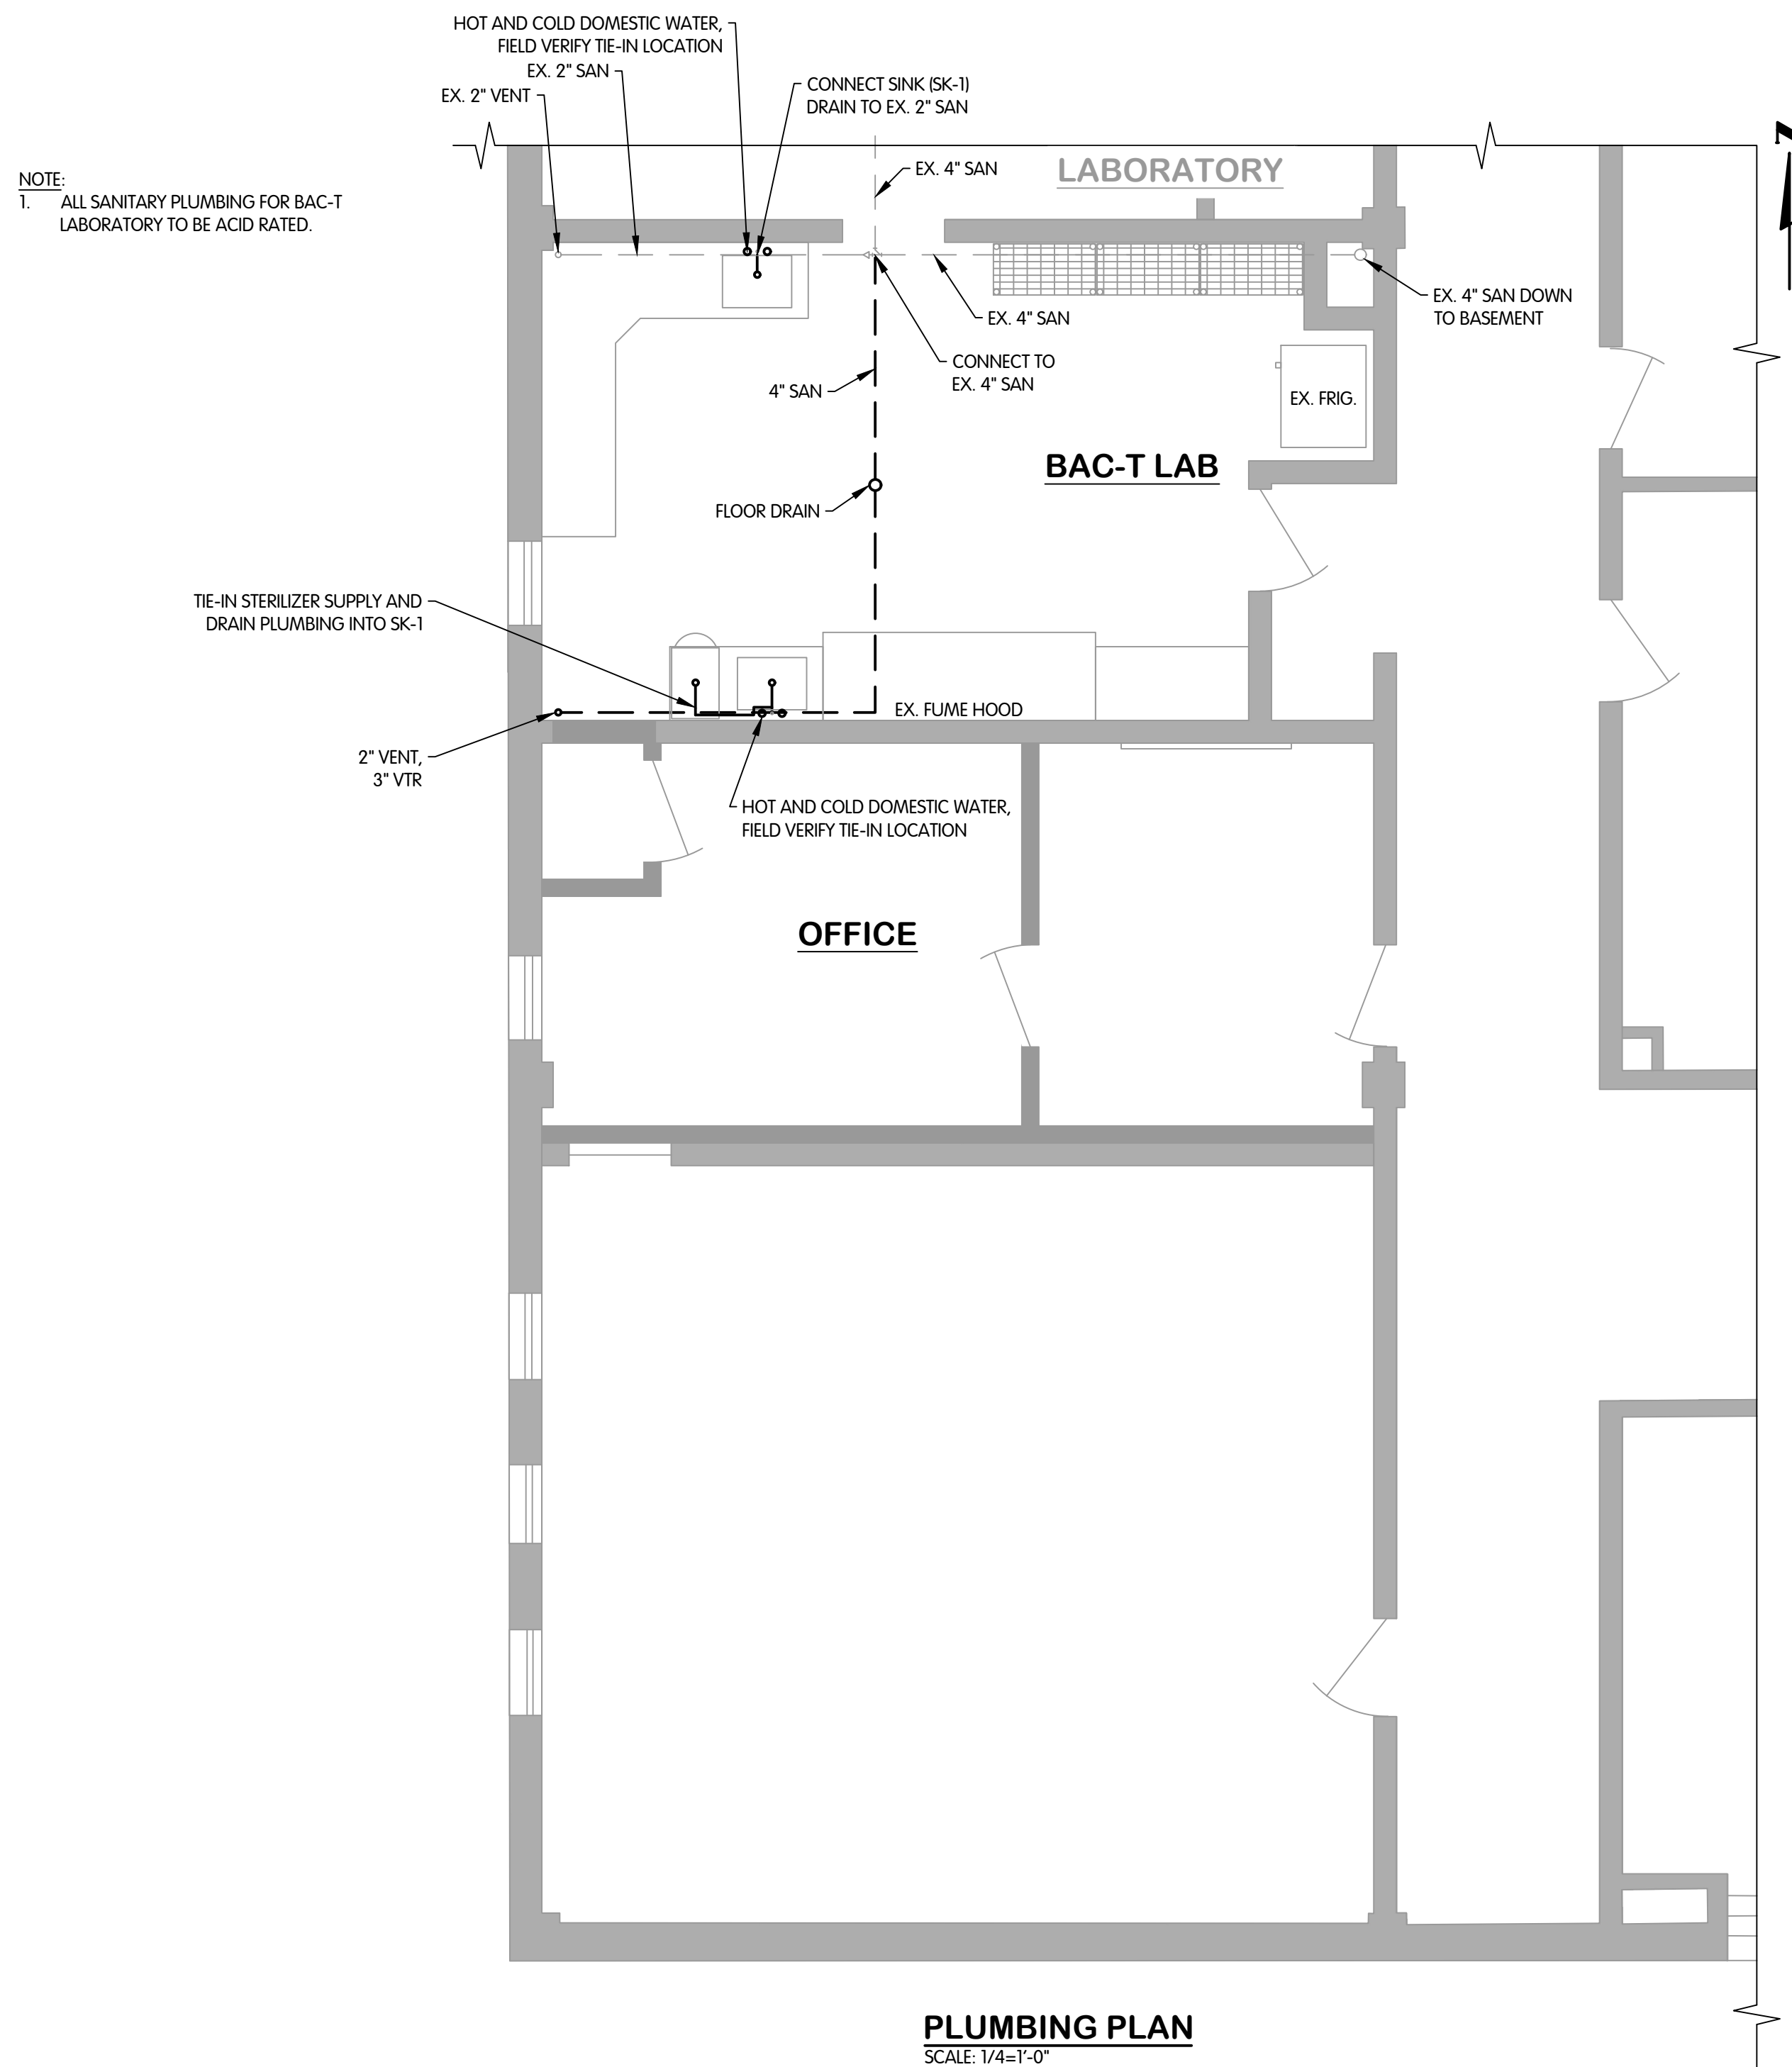 HOT AND COLD DOMESTIC WATER,
FIELD VERIFY TIE-IN LOCATION
EX. 2" SAN
EX. 2" VENT
CONNECT SINK (SK-1)
DRAIN TO EX. 2" SAN
NOTE:
1. ALL SANITARY PLUMBING FOR BAC-T
LABORATORY TO BE ACID RATED.
EX. 4" SAN
LABORATORY
EX. 4" SAN DOWN
TO BASEMENT
EX. 4" SAN
CONNECT TO
EX. 4" SAN
4" SAN
EX. FRIG.
BAC-T LAB
FLOOR DRAIN
TIE-IN STERILIZER SUPPLY AND
DRAIN PLUMBING INTO SK-1
EX. FUME HOOD
2" VENT,
3" VTR
HOT AND COLD DOMESTIC WATER,
FIELD VERIFY TIE-IN LOCATION
OFFICE
PLUMBING PLAN
SCALE: 1/4=1'-0"